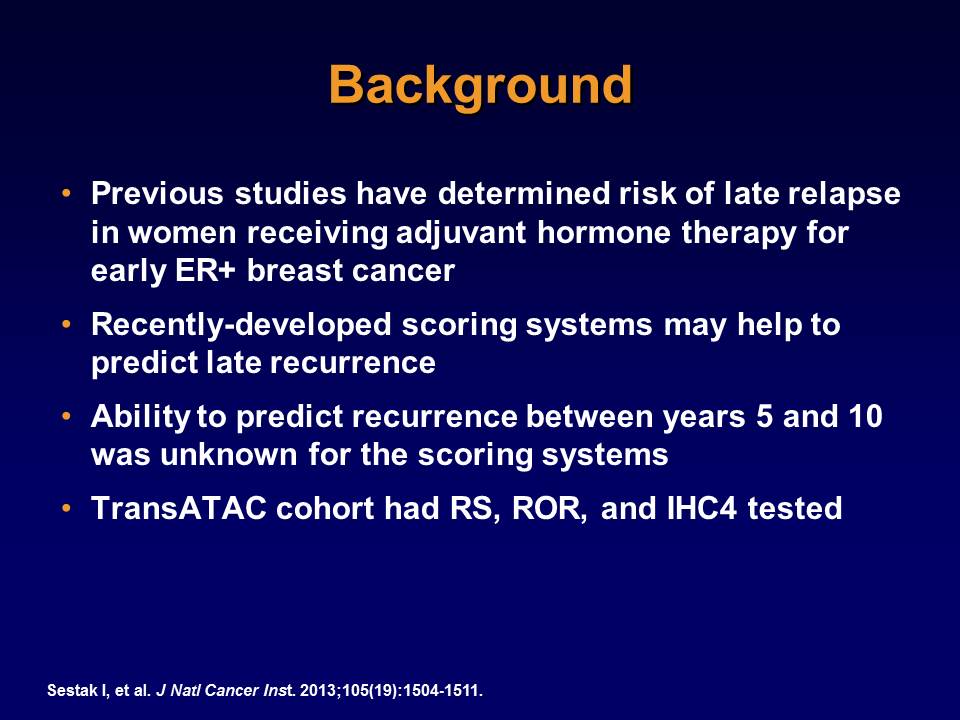 Background
• Previous studies have determined risk of late relapse
in women receiving adjuvant hormone therapy for
early ER+ breast cancer
• Recently-developed scoring systems may help to
predict late recurrence
• Ability to predict recurrence between years 5 and 10
was unknown for the scoring systems
• TransATAC cohort had RS, ROR, and IHC4 tested
Sestak I, et al. J Natl Cancer Inst. 2013;105(19):1504-1511.